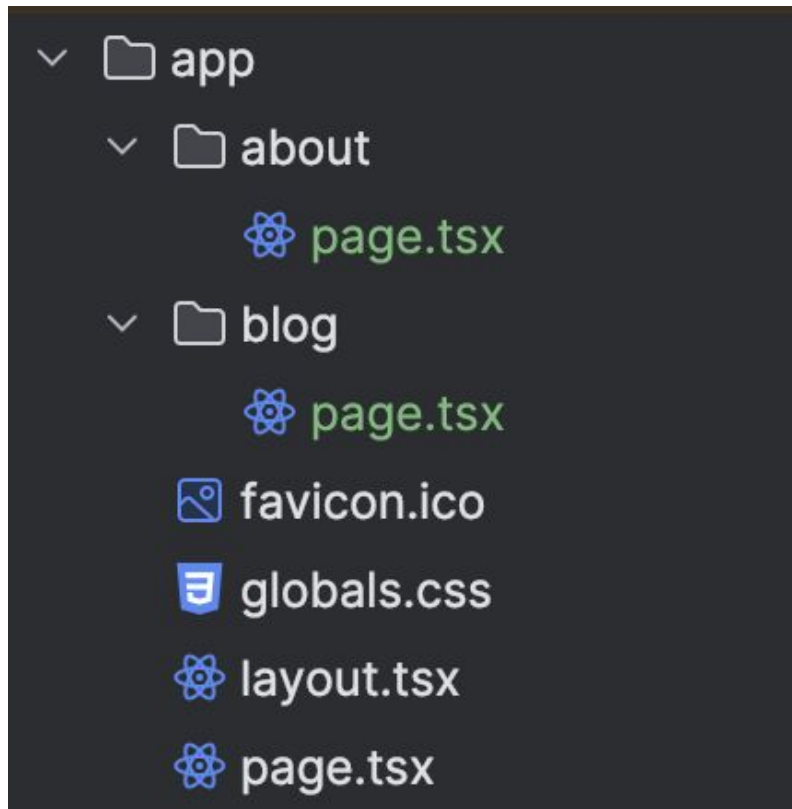 app
about
page.tsx
blog
page.tsx
favicon.ico
globals.css
layout.tsx
page.tsx